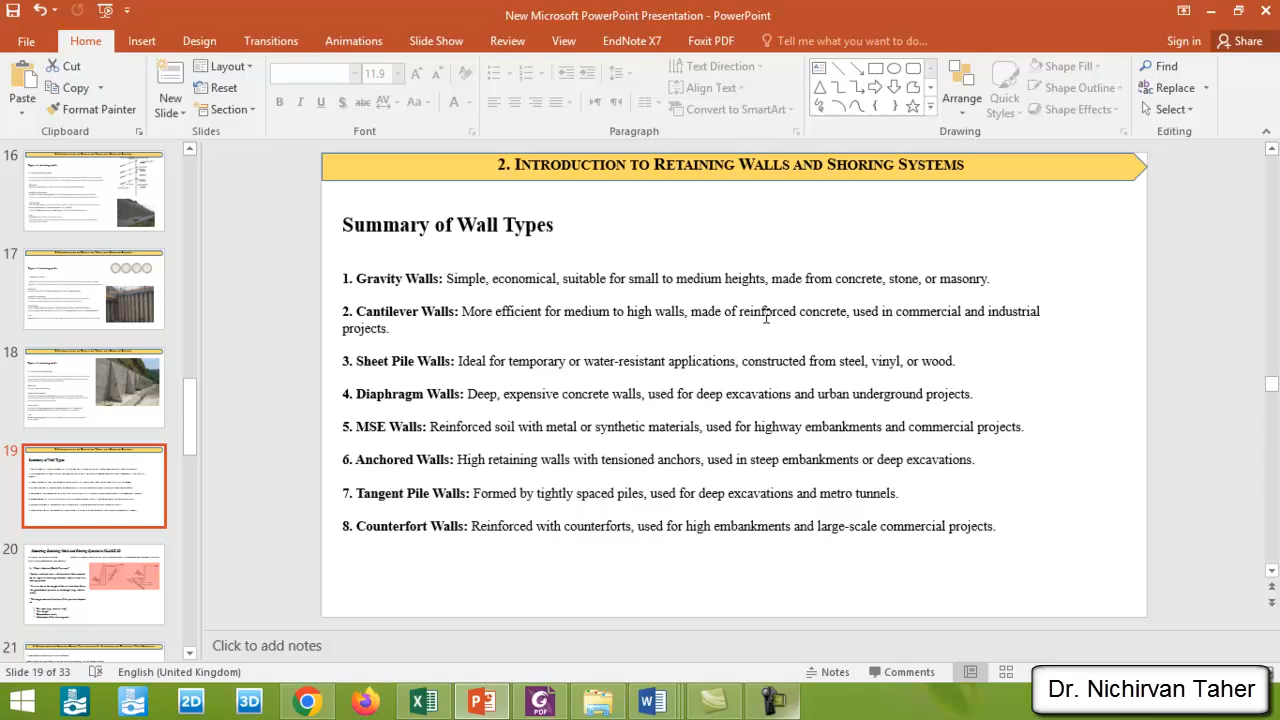 New Microsoft PowerPoint Presentation - PowerPoint
File Home Insert Design Transitions Animations Slide Show Review View EndNote X7 Foxit PDF Tell me what you want to do... Sign in Share
Paste Cut Copy Format Painter
Clipboard
New Slide Layout Reset Section
Slides
11.9
B I U S abc AV Aa A
Font
Text Direction
Align Text
Convert to SmartArt
Paragraph
Arrange Quick Styles Shape Fill Shape Outline Shape Effects
Drawing
Find Replace Select
Editing
16
17
18
19
20
21
2. INTRODUCTION TO RETAINING WALLS AND SHORING SYSTEMS
Summary of Wall Types
1. Gravity Walls: Simple, economical, suitable for small to medium heights, made from concrete, stone, or masonry.
2. Cantilever Walls: More efficient for medium to high walls, made of reinforced concrete, used in commercial and industrial
projects.
3. Sheet Pile Walls: for temporary or water-resistant applications, from steel, vinyl, or wood.
4. Diaphragm Walls: Deep, expensive concrete walls, used for deep excavations and urban underground projects.
5. MSE Walls: Reinforced soil with metal or synthetic materials, used for highway embankments and commercial projects.
6. Anchored Walls: retaining walls with tensioned anchors, embankments or deep excavations.
7. Tangent Pile Walls: tightly spaced piles, used for deep metro tunnels.
8. Counterfort Walls: Reinforced with counterforts, used for high embankments and large-scale commercial projects.
Click to add notes
Slide 19 of 33 English (United Kingdom) Notes Comments
2D 3D PDF
Dr. Nichirvan Taher